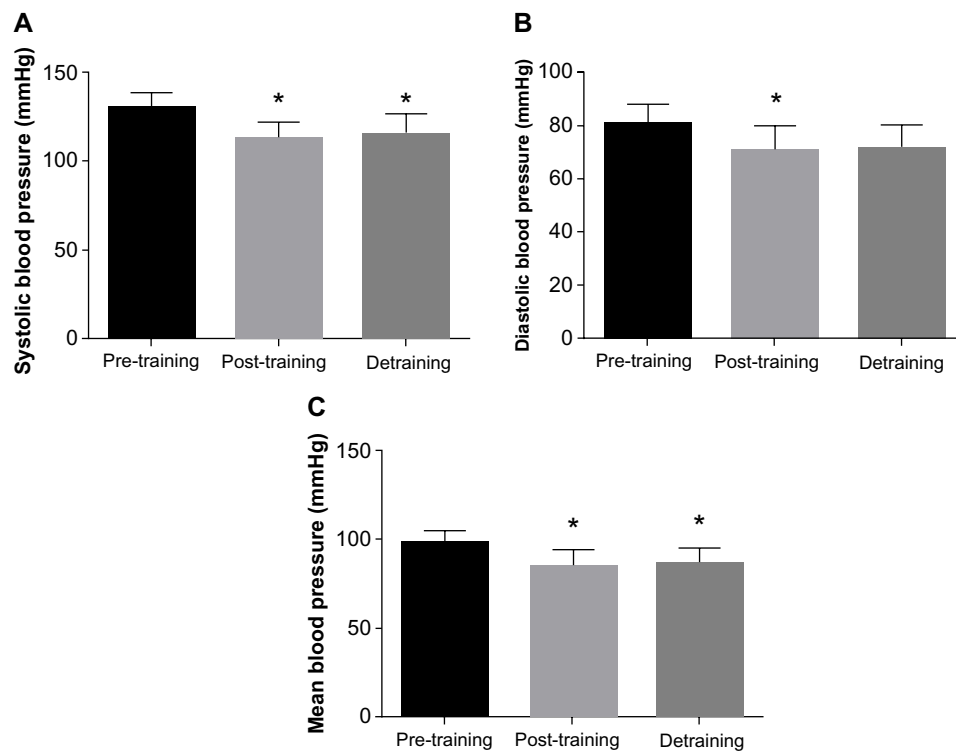 A
Systolic blood pressure (mmHg)
150
100
50
0
*
*
Pre-training
Post-training
Detraining
B
Diastolic blood pressure (mmHg)
100
80
60
40
20
0
*
Pre-training
Post-training
Detraining
C
Mean blood pressure (mmHg)
150
100
50
0
*
*
Pre-training
Post-training
Detraining